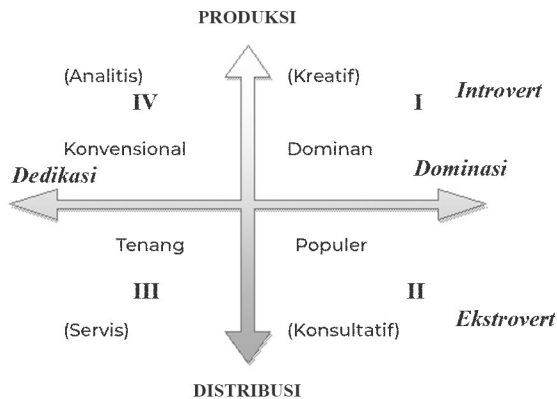 PRODUKSI
(Analitis)
(Kreatif)
IV
I
Introvert
Konvensional
Dominan
Dedikasi
Dominasi
Tenang
Populer
III
II
(Servis)
(Konsultatif)
Ekstrovert
DISTRIBUSI